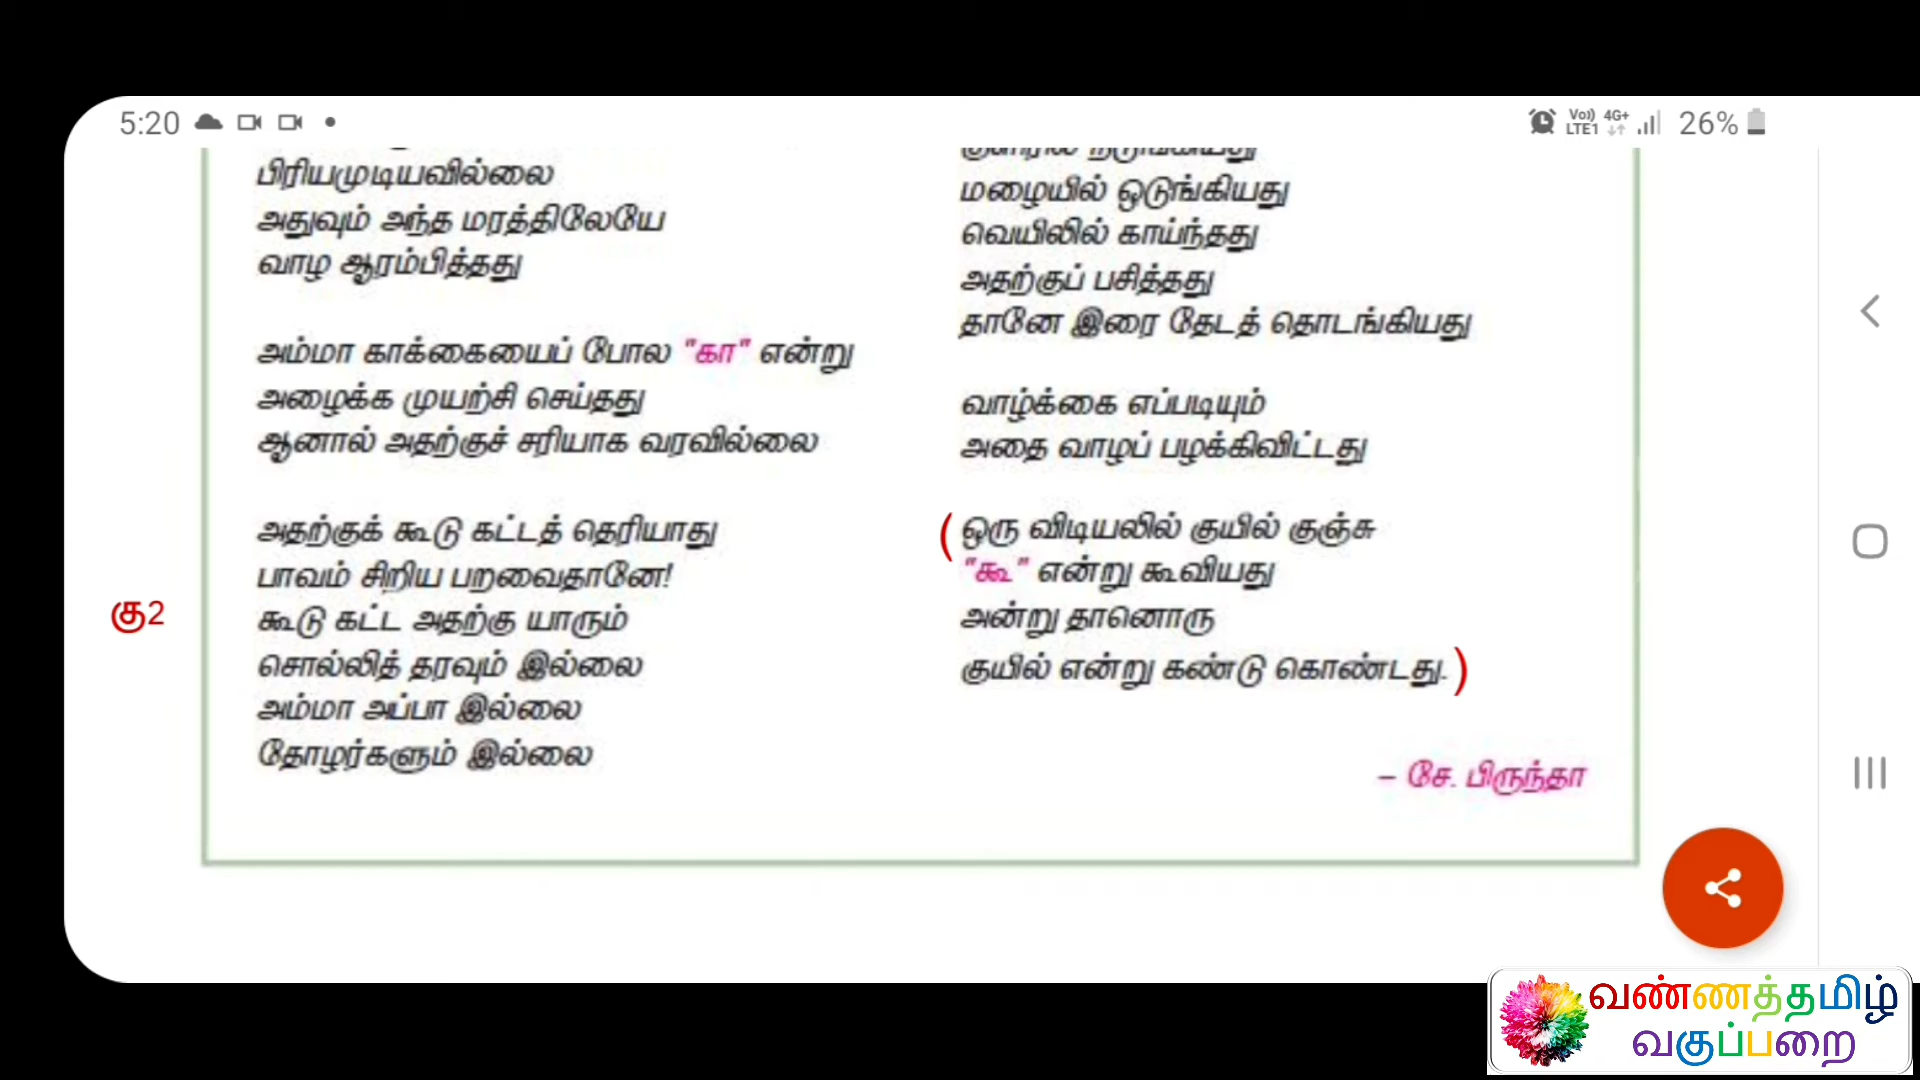 5:20
Vo)) LTE1 4G+ 26%
பிரியமுடியவில்லை
அதுவும் அந்த மரத்திலேயே
வாழ ஆரம்பித்தது
அம்மா காக்கையைப் போல "கா" என்று
அழைக்க முயற்சி செய்தது
ஆனால் அதற்குச் சரியாக வரவில்லை
அதற்குக் கூடு கட்டத் தெரியாது
பாவம் சிறிய பறவைதானே!
கு2
கூடு கட்ட அதற்கு யாரும்
சொல்லித் தரவும் இல்லை
அம்மா அப்பா இல்லை
தோழர்களும் இல்லை
மழையில் ஒடுங்கியது
வெயிலில் காய்ந்தது
அதற்குப் பசித்தது
தானே இரை தேடத் தொடங்கியது
வாழ்க்கை எப்படியும்
அதை வாழப் பழக்கிவிட்டது
(ஒரு விடியலில் குயில் குஞ்சு
"கூ" என்று கூவியது
அன்று தானொரு
குயில் என்று கண்டு கொண்டது.)
– சே. பிருந்தா
வண்ணத்தமிழ்
வகுப்பறை